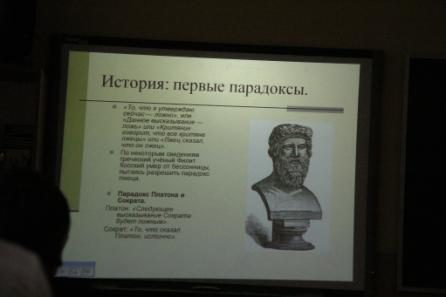 История: первые парадоксы.
«То, что я утверждаю
сейчас — ложно», или
«Данное высказывание —
ложь» или «Критянин
говорит, что все критяне
лжецы» или «Лжец сказал,
что он лжец».
По некоторым сведениям
греческий учёный Филит
Косский умер от бессонницы,
пытаясь разрешить парадокс
лжеца.
Парадокс Платона и
Сократа.
Платон: «Следующее
высказывание Сократа
будет ложным».
Сократ: «То, что сказал
Платон, истинно».